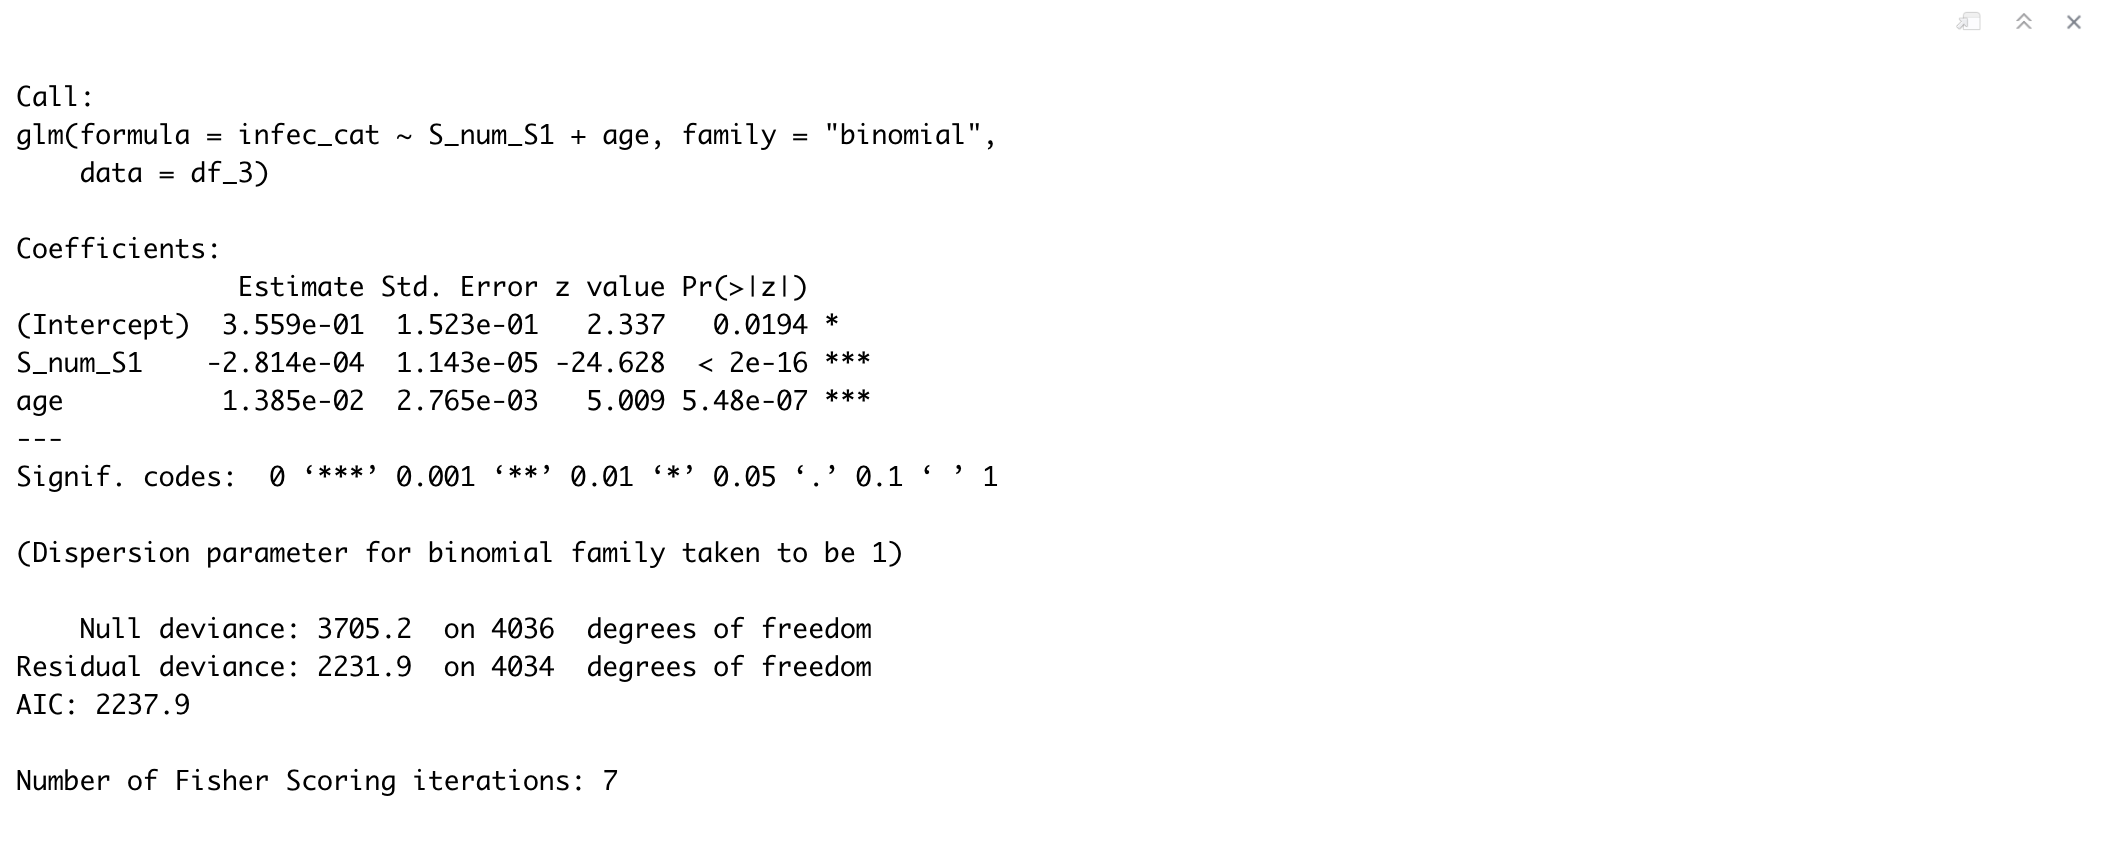 Call:
glm(formula = infec_cat ~ S_num_S1 + age, family = "binomial",
    data = df_3)
Coefficients:
              Estimate Std. Error z value Pr(>|z|)
(Intercept)  3.559e-01  1.523e-01   2.337   0.0194 *
S_num_S1    -2.814e-04  1.143e-05 -24.628  < 2e-16 ***
age          1.385e-02  2.765e-03   5.009 5.48e-07 ***
---
Signif. codes:  0 ‘***’ 0.001 ‘**’ 0.01 ‘*’ 0.05 ‘.’ 0.1 ‘ ’ 1
(Dispersion parameter for binomial family taken to be 1)
    Null deviance: 3705.2  on 4036  degrees of freedom
Residual deviance: 2231.9  on 4034  degrees of freedom
AIC: 2237.9
Number of Fisher Scoring iterations: 7